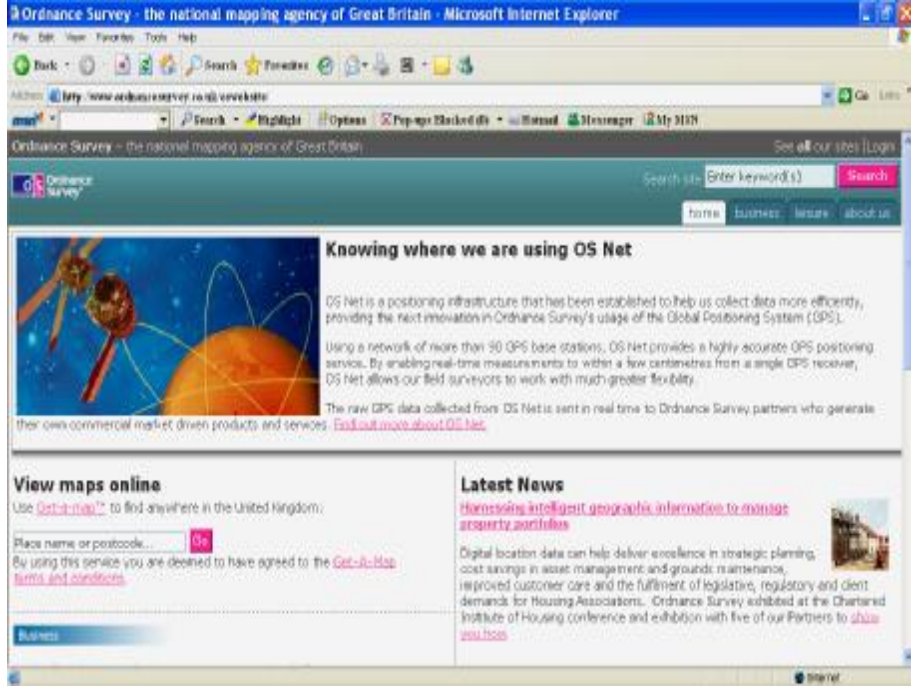 Ordnance Survey - the national mapping agency of Great Britain - Microsoft Internet Explorer
File Edit View Favorites Tools Help
Back Search Favorites
Address http://www.ordnancesurvey.co.uk/oswebsite Go Links
msn Search Highlight Options Pop-ups Blocked Hotmail Messenger My MSN
Ordnance Survey – the national mapping agency of Great Britain See all our sites | Login
Ordnance Search site Enter keyword(s) Search
Survey
home business leisure about us
Knowing where we are using OS Net
OS Net is a positioning infrastructure that has been established to help us collect data more efficiently,
providing the next innovation in Ordnance Survey's usage of the Global Positioning System (GPS).
Using a network of more than 90 GPS base stations, OS Net provides a highly accurate GPS positioning
service. By enabling real-time measurements to within a few centimetres from a single GPS receiver,
OS Net allows our field surveyors to work with much greater flexibility.
The raw GPS data collected from OS Net is sent in real time to Ordnance Survey partners who generate
their own commercial market driven products and services. Find out more about OS Net.
View maps online
Use Get-a-map™ to find anywhere in the United Kingdom.
Place name or postcode... Go
By using this service you are deemed to have agreed to the Get-A-Map
terms and conditions.
Business
Latest News
Harnessing intelligent geographic information to manage
property portfolios
Digital location data can help deliver excellence in strategic planning,
cost savings in asset management and grounds maintenance,
improved customer care and the fulfilment of legislative, regulatory and client
demands for Housing Associations. Ordnance Survey exhibited at the Chartered
Institute of Housing conference and exhibition with five of our Partners to show
you how.
Internet